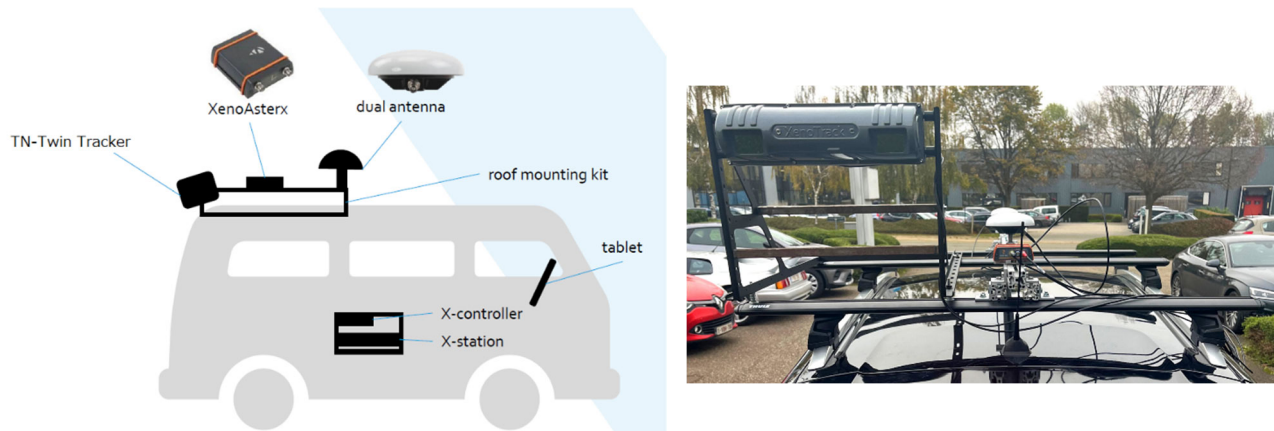 XenoAsterx
dual antenna
TN-Twin Tracker
roof mounting kit
tablet
X-controller
X-station
XenoTrack